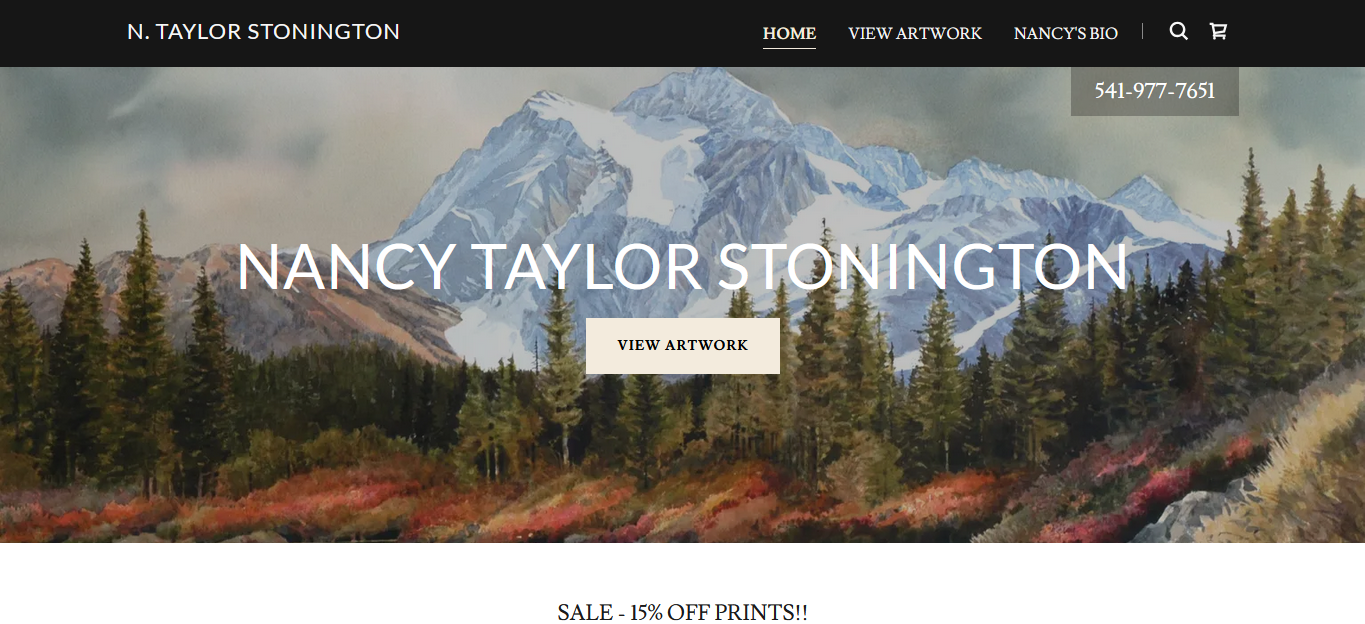 N. TAYLOR STONINGTON
HOME VIEW ARTWORK NANCY'S BIO
541-977-7651
NANCY TAYLOR STONINGTON
VIEW ARTWORK
SALE - 15% OFF PRINTS!!